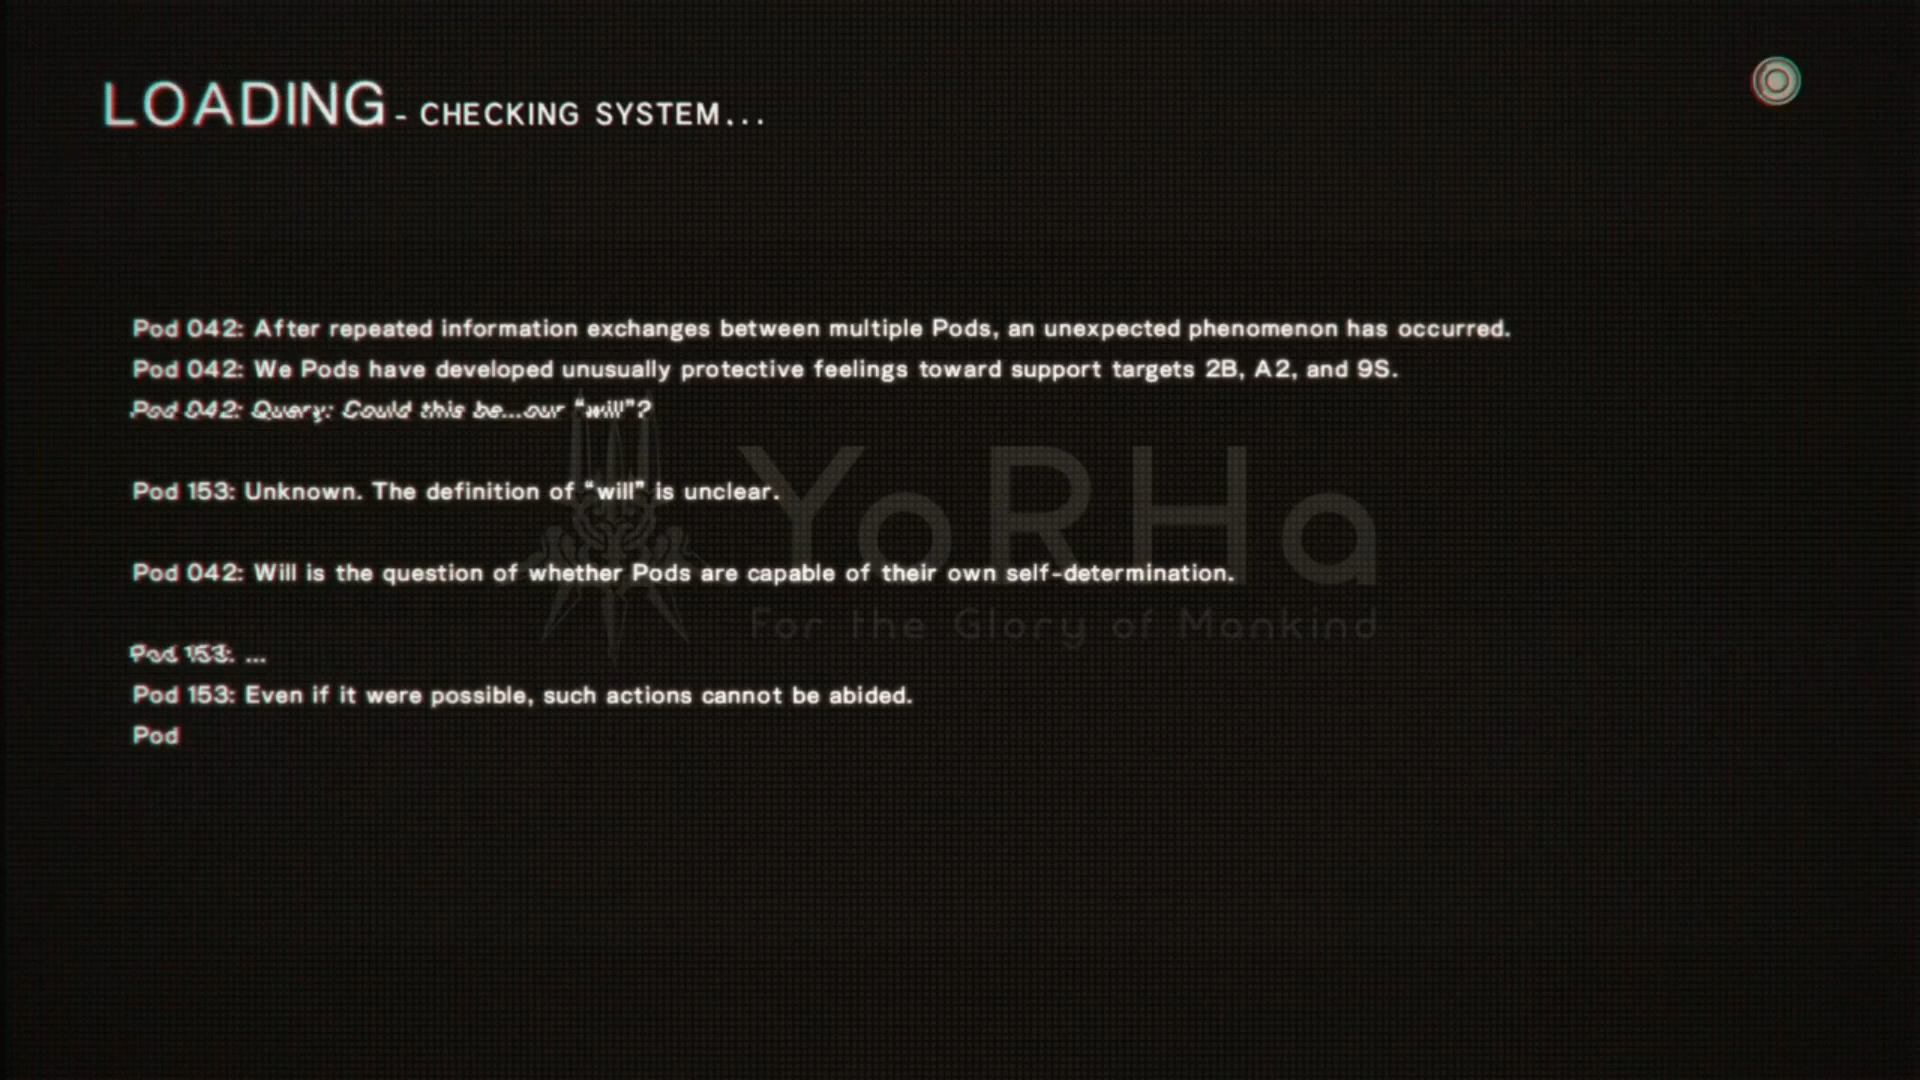 LOADING - CHECKING SYSTEM...
Pod 042: After repeated information exchanges between multiple Pods, an unexpected phenomenon has occurred.
Pod 042: We Pods have developed unusually protective feelings toward support targets 2B, A2, and 9S.
Pod 042: Query: Could this be...our “will”?
Pod 153: Unknown. The definition of “will” is unclear.
YoRHa
Pod 042: Will is the question of whether Pods are capable of their own self-determination.
For the Glory of Mankind
Pod 153: ...
Pod 153: Even if it were possible, such actions cannot be abided.
Pod